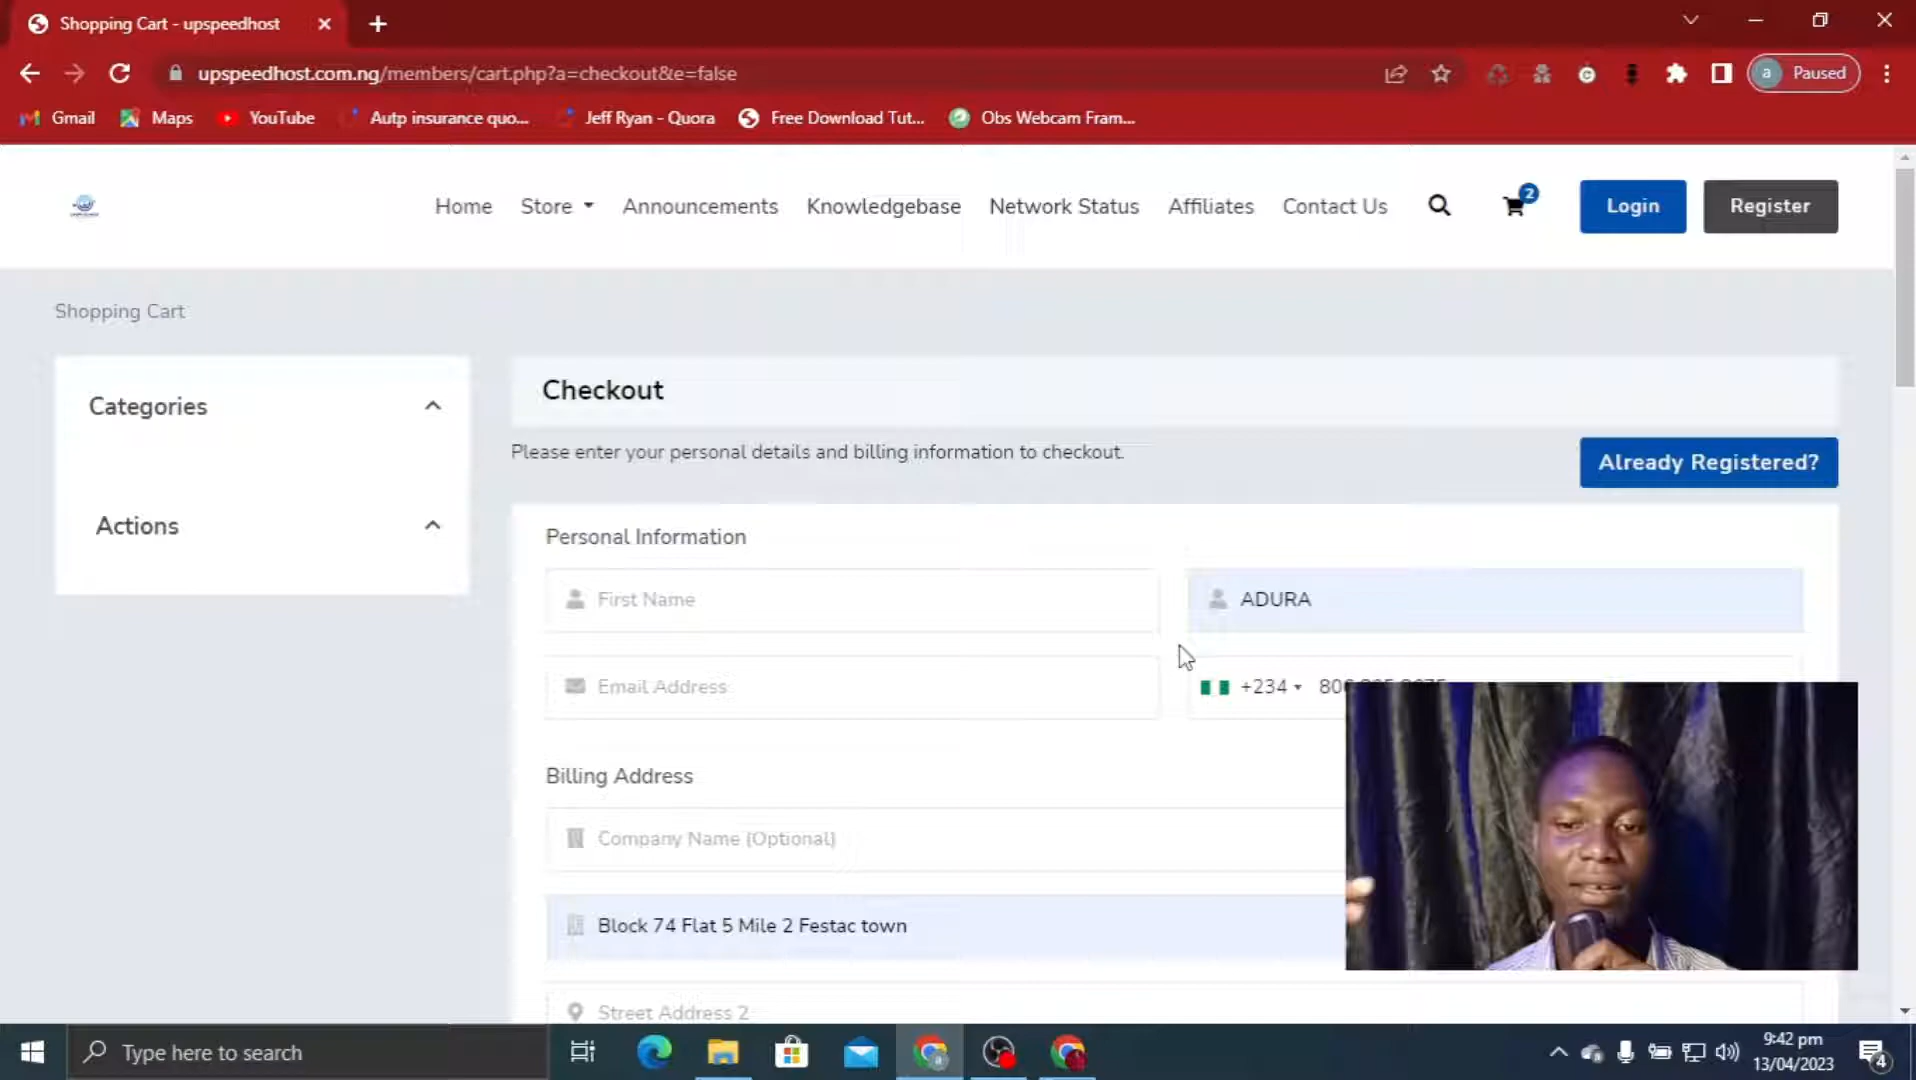 Shopping Cart - upspeedhost
upspeedhost.com.ng/members/cart.php?a=checkout&e=false
a Paused
Gmail Maps YouTube Autp insurance quo... Jeff Ryan - Quora Free Download Tut... Obs Webcam Fram...
Home Store Announcements Knowledgebase Network Status Affiliates Contact Us 2 Login Register
Shopping Cart
Categories
Actions
Checkout
Please enter your personal details and billing information to checkout.
Already Registered?
Personal Information
First Name
ADURA
Email Address
+234
Billing Address
Company Name (Optional)
Block 74 Flat 5 Mile 2 Festac town
Street Address 2
Type here to search
9:42 pm
13/04/2023
4